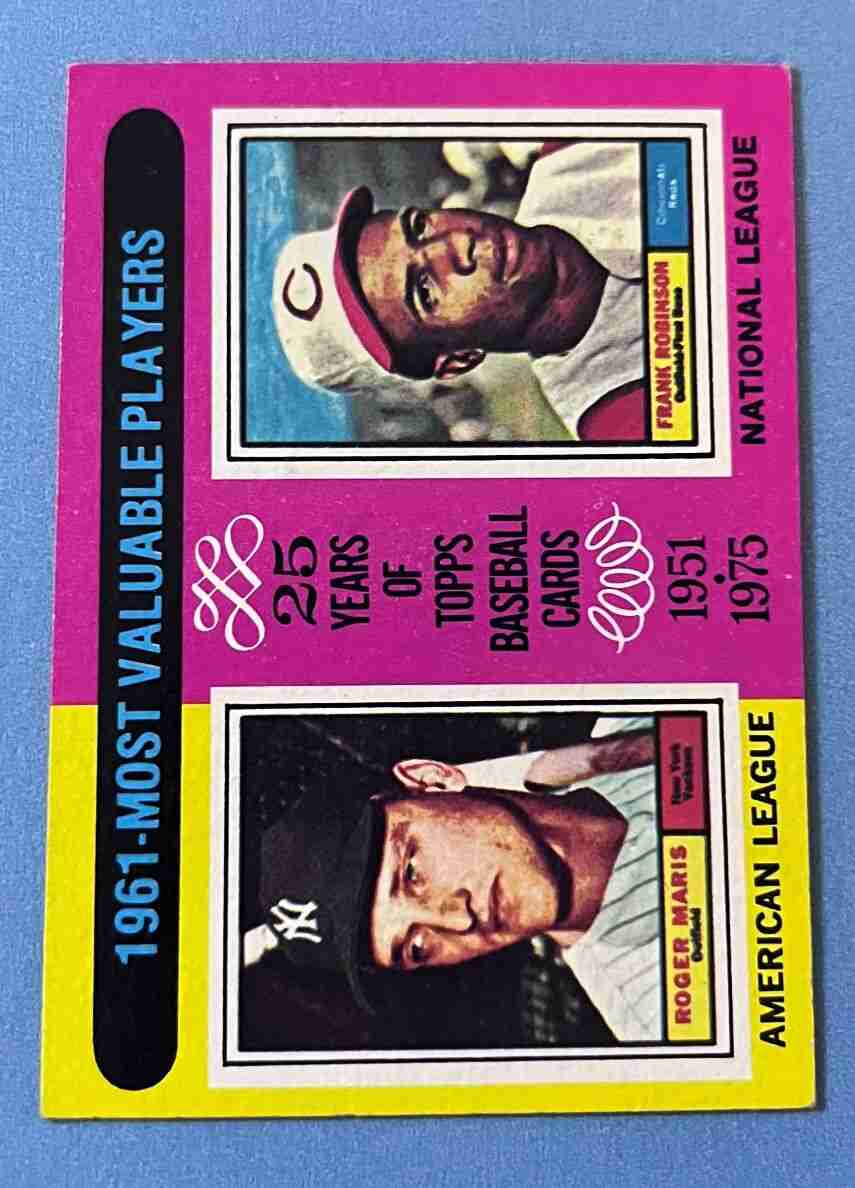 1961-MOST VALUABLE PLAYERS
NY
ROGER MARIS
Outfield
New York
Yankees
AMERICAN LEAGUE
25
YEARS
OF
TOPPS
BASEBALL
CARDS
1951
•
1975
C
FRANK ROBINSON
Outfield-First Base
Cincinnati
Reds
NATIONAL LEAGUE